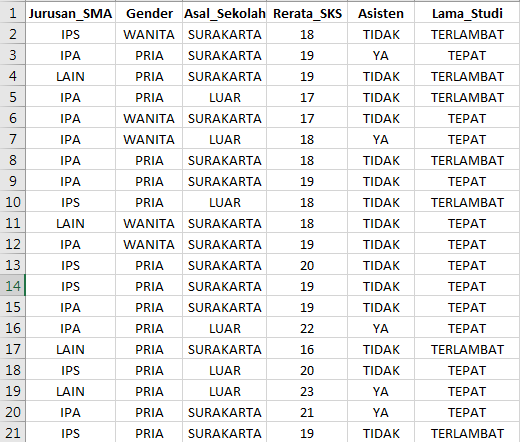 1 Jurusan_SMA Gender Asal_Sekolah Rerata_SKS Asisten Lama_Studi
2 IPS WANITA SURAKARTA 18 TIDAK TERLAMBAT
3 IPA PRIA SURAKARTA 19 YA TEPAT
4 LAIN PRIA SURAKARTA 19 TIDAK TERLAMBAT
5 IPA PRIA LUAR 17 TIDAK TERLAMBAT
6 IPA WANITA SURAKARTA 17 TIDAK TEPAT
7 IPA WANITA LUAR 18 YA TEPAT
8 IPA PRIA SURAKARTA 18 TIDAK TERLAMBAT
9 IPA PRIA SURAKARTA 19 TIDAK TEPAT
10 IPS PRIA LUAR 18 TIDAK TERLAMBAT
11 LAIN WANITA SURAKARTA 18 TIDAK TEPAT
12 IPA WANITA SURAKARTA 19 TIDAK TEPAT
13 IPS PRIA SURAKARTA 20 TIDAK TEPAT
14 IPS PRIA SURAKARTA 19 TIDAK TEPAT
15 IPA PRIA SURAKARTA 19 TIDAK TEPAT
16 IPA PRIA LUAR 22 YA TEPAT
17 LAIN PRIA SURAKARTA 16 TIDAK TERLAMBAT
18 IPS PRIA LUAR 20 TIDAK TEPAT
19 LAIN PRIA LUAR 23 YA TEPAT
20 IPA PRIA SURAKARTA 21 YA TEPAT
21 IPS PRIA SURAKARTA 19 TIDAK TERLAMBAT